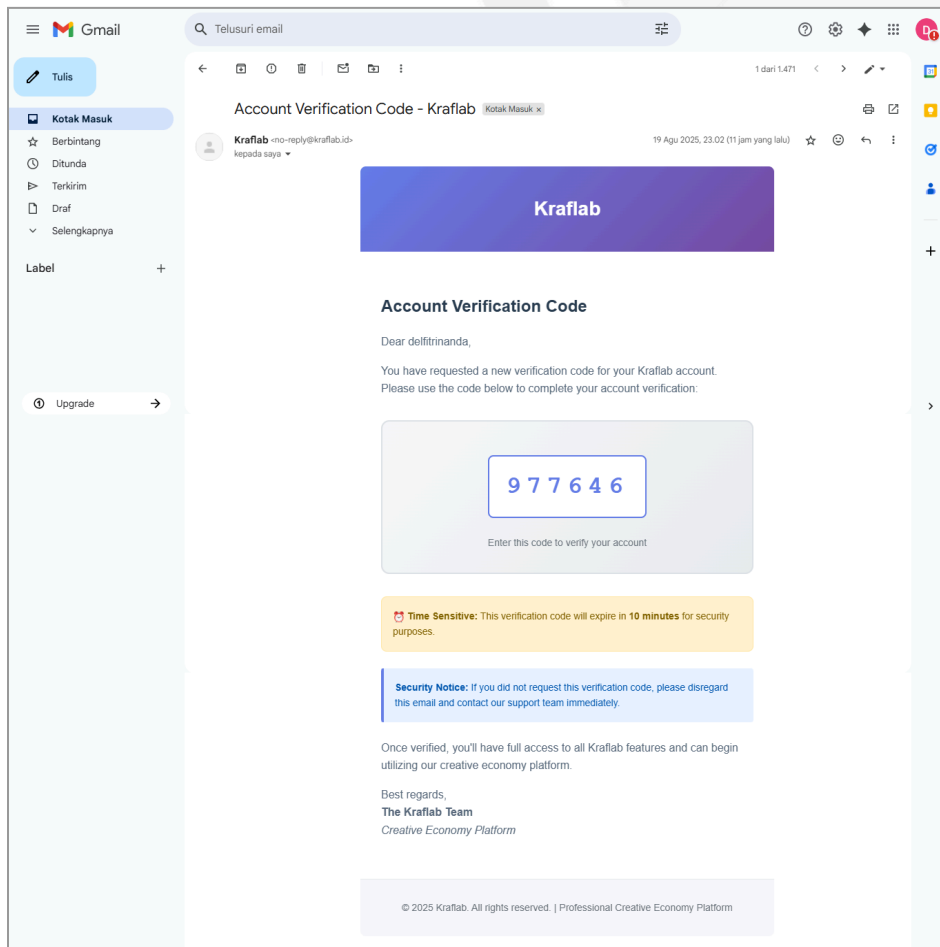 Gmail
Telusuri email
D
Tulis
1 dari 1.471
31
Account Verification Code - Kraflab Kotak Masuk ×
Kotak Masuk
Berbintang
Kraflab <no-reply@kraflab.id>
19 Agu 2025, 23.02 (11 jam yang lalu)
kepada saya
Ditunda
Terkirim
Draf
Selengkapnya
Label +
Upgrade
Kraflab
Account Verification Code
Dear delfitrinanda,
You have requested a new verification code for your Kraflab account.
Please use the code below to complete your account verification:
977646
Enter this code to verify your account
⏰ Time Sensitive: This verification code will expire in 10 minutes for security
purposes.
Security Notice: If you did not request this verification code, please disregard
this email and contact our support team immediately.
Once verified, you'll have full access to all Kraflab features and can begin
utilizing our creative economy platform.
Best regards,
The Kraflab Team
Creative Economy Platform
© 2025 Kraflab. All rights reserved. | Professional Creative Economy Platform